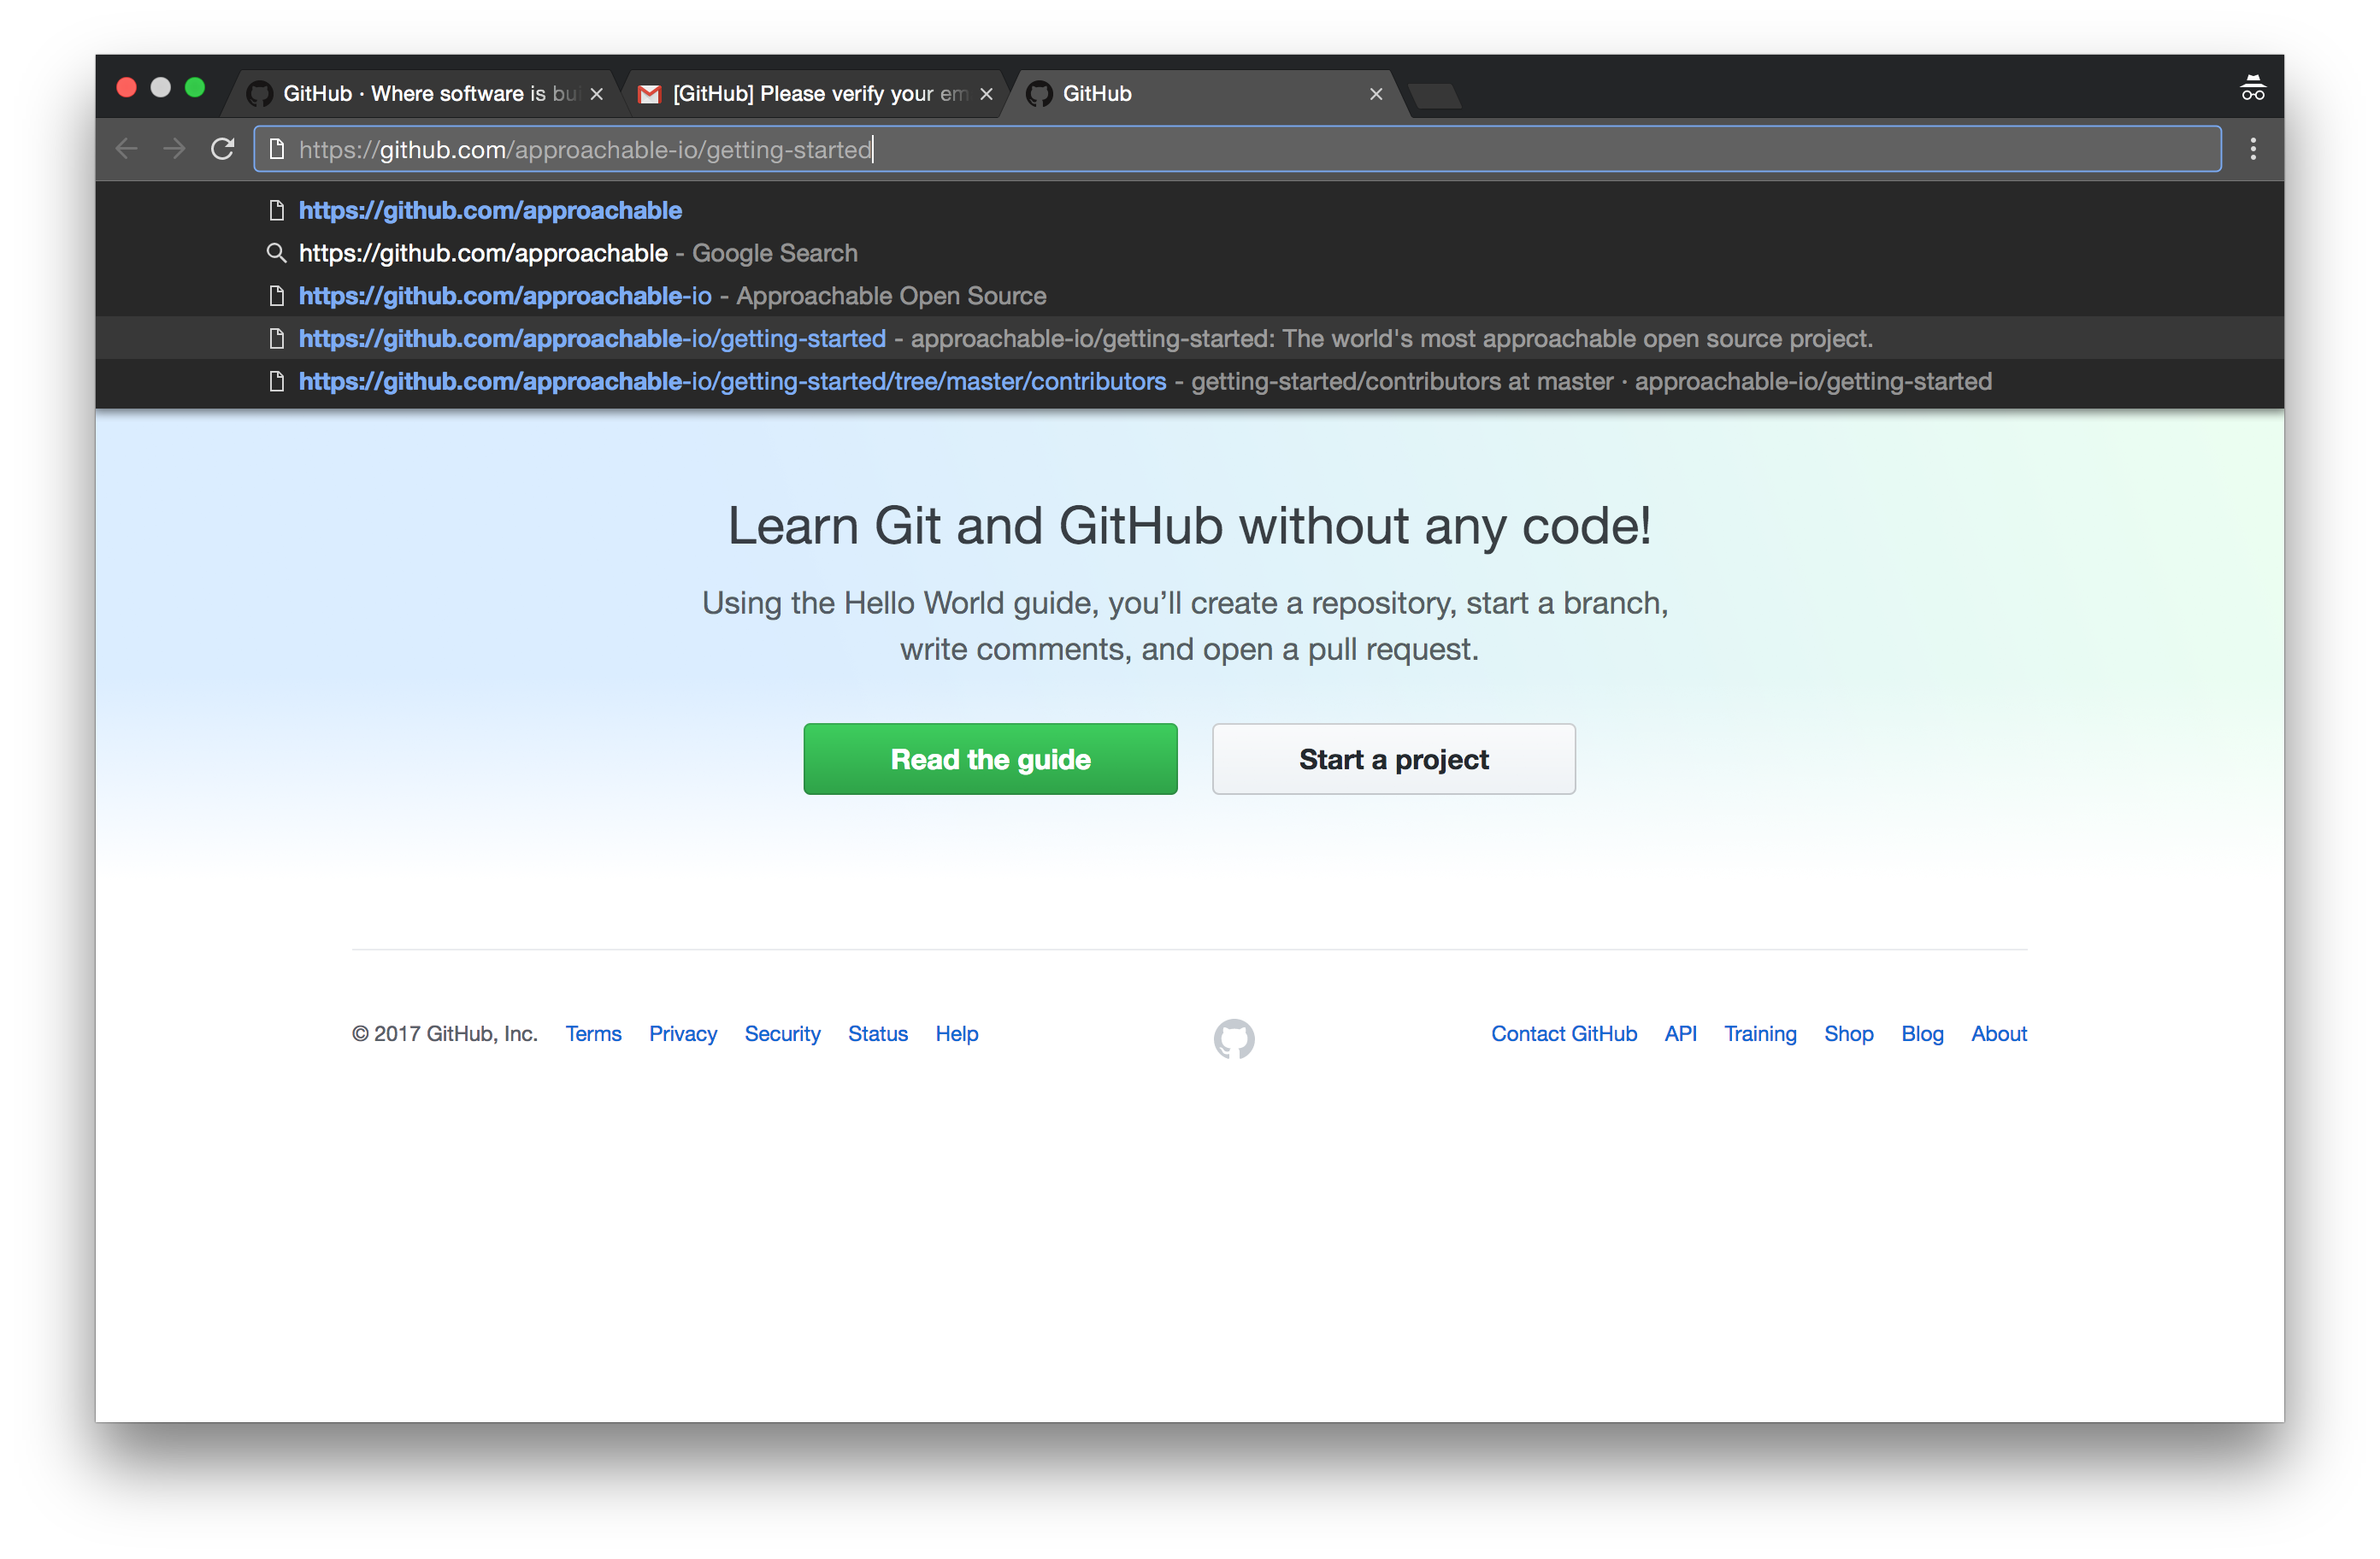 GitHub · Where software is bui
[GitHub] Please verify your em
GitHub
https://github.com/approachable-io/getting-started
https://github.com/approachable
https://github.com/approachable - Google Search
https://github.com/approachable-io - Approachable Open Source
https://github.com/approachable-io/getting-started - approachable-io/getting-started: The world's most approachable open source project.
https://github.com/approachable-io/getting-started/tree/master/contributors - getting-started/contributors at master · approachable-io/getting-started
Learn Git and GitHub without any code!
Using the Hello World guide, you’ll create a repository, start a branch,
write comments, and open a pull request.
Read the guide
Start a project
© 2017 GitHub, Inc. Terms Privacy Security Status Help
Contact GitHub API Training Shop Blog About